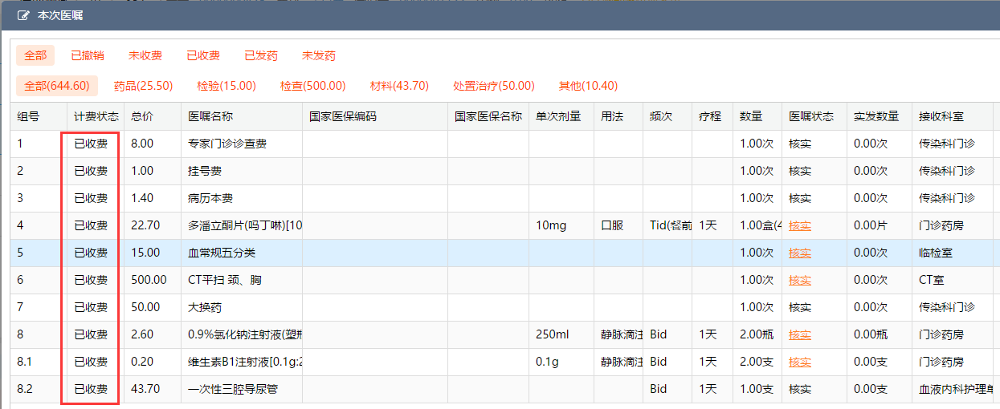 本次医嘱
全部 已撤销 未收费 已收费 已发药 未发药
全部(644.60) 药品(25.50) 检验(15.00) 检查(500.00) 材料(43.70) 处置治疗(50.00) 其他(10.40)
组号 计费状态 总价 医嘱名称 国家医保编码 国家医保名称 单次剂量 用法 频次 疗程 数量 医嘱状态 实发数量 接收科室
1 已收费 8.00 专家门诊诊查费 1.00次 核实 0.00次 传染科门诊
2 已收费 1.00 挂号费 1.00次 核实 0.00次 传染科门诊
3 已收费 1.40 病历本费 1.00次 核实 0.00次 传染科门诊
4 已收费 22.70 多潘立酮片(吗丁啉)[10 10mg 口服 Tid(餐前 1天 1.00盒(4 核实 0.00片 门诊药房
5 已收费 15.00 血常规五分类 1.00次 核实 0.00次 临检室
6 已收费 500.00 CT平扫 颈、胸 1.00次 核实 0.00次 CT室
7 已收费 50.00 大换药 1.00次 核实 0.00次 传染科门诊
8 已收费 2.60 0.9%氯化钠注射液(塑瓶 250ml 静脉滴注 Bid 1天 2.00瓶 核实 0.00瓶 门诊药房
8.1 已收费 0.20 维生素B1注射液[0.1g:2 0.1g 静脉滴注 Bid 1天 2.00支 核实 0.00支 门诊药房
8.2 已收费 43.70 一次性三腔导尿管 Bid 1天 1.00支 核实 0.00支 血液内科护理单